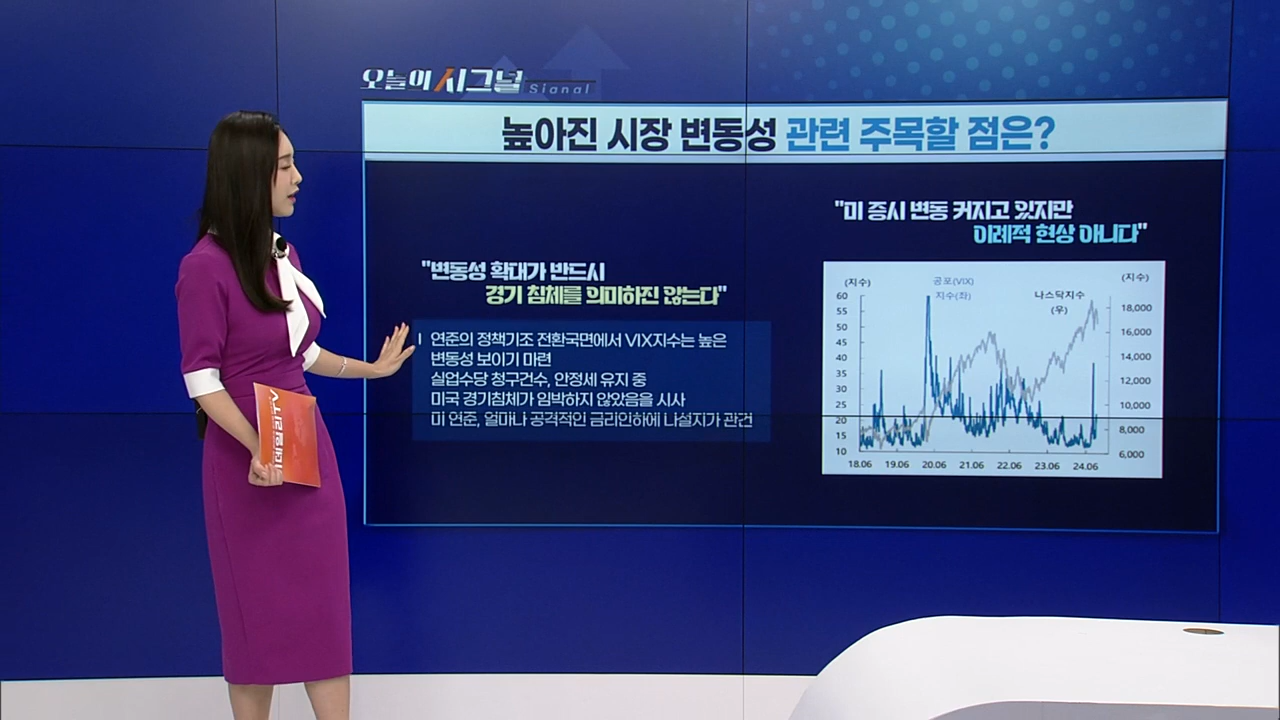 오늘의 시그널
Signal
높아진 시장 변동성 관련 주목할 점은?
"변동성 확대가 반드시
경기 침체를 의미하진 않는다"
연준의 정책기조 전환국면에서 VIX지수는 높은
변동성 보이기 마련
실업수당 청구건수, 안정세 유지 중
미국 경기침체가 임박하지 않았음을 시사
미 연준, 얼마나 공격적인 금리인하에 나설지가 관건
"미 증시 변동 커지고 있지만
이례적 현상 아니다"
(지수)
공포(VIX)
지수(좌)
나스닥지수
(우)
(지수)
60
55
50
45
40
35
30
25
20
15
10
18,000
16,000
14,000
12,000
10,000
8,000
6,000
18.06 19.06 20.06 21.06 22.06 23.06 24.06
이데일리TV